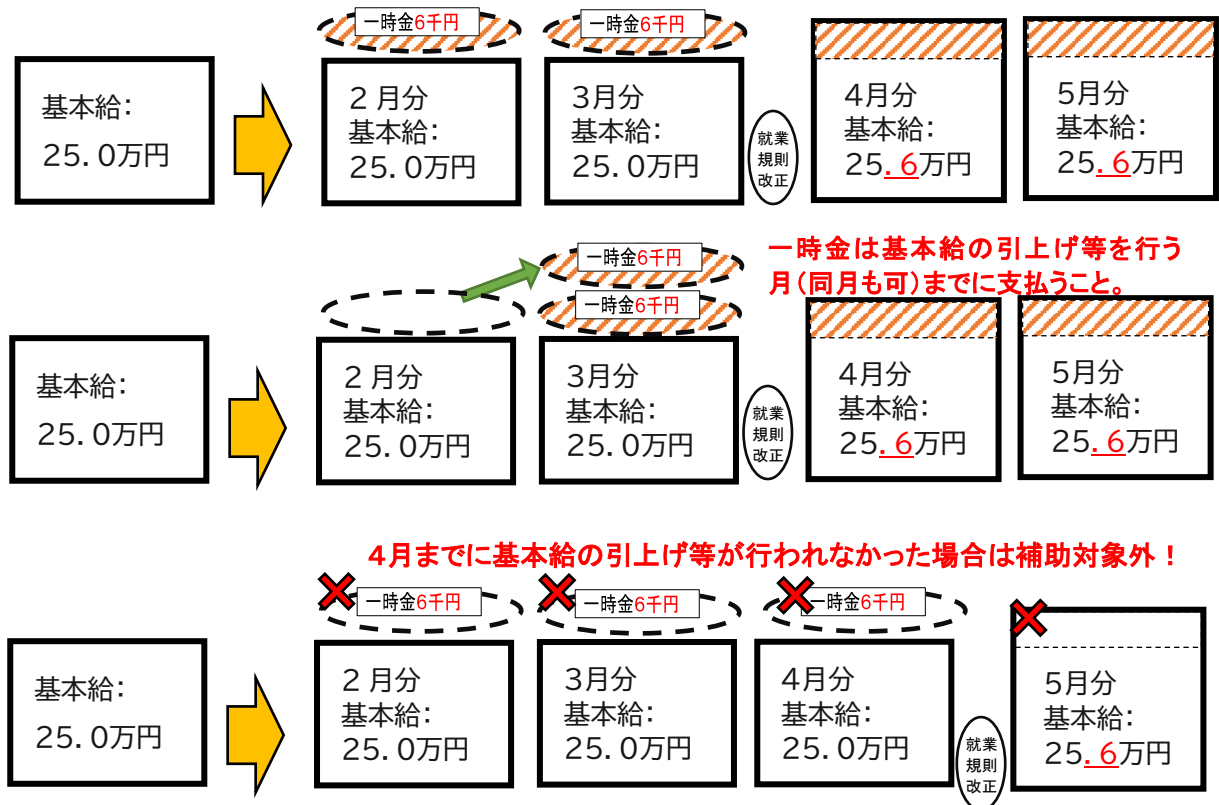 一時金6千円
一時金6千円
基本給:
25.0万円
2月分
基本給:
25.0万円
3月分
基本給:
25.0万円
就業
規則
改正
4月分
基本給:
25.6万円
5月分
基本給:
25.6万円
一時金は基本給の引上げ等を行う
月(同月も可)までに支払うこと。
一時金6千円
一時金6千円
基本給:
25.0万円
2月分
基本給:
25.0万円
3月分
基本給:
25.0万円
就業
規則
改正
4月分
基本給:
25.6万円
5月分
基本給:
25.6万円
4月までに基本給の引上げ等が行われなかった場合は補助対象外!
一時金6千円
一時金6千円
一時金6千円
基本給:
25.0万円
2月分
基本給:
25.0万円
3月分
基本給:
25.0万円
4月分
基本給:
25.0万円
就業
規則
改正
5月分
基本給:
25.6万円